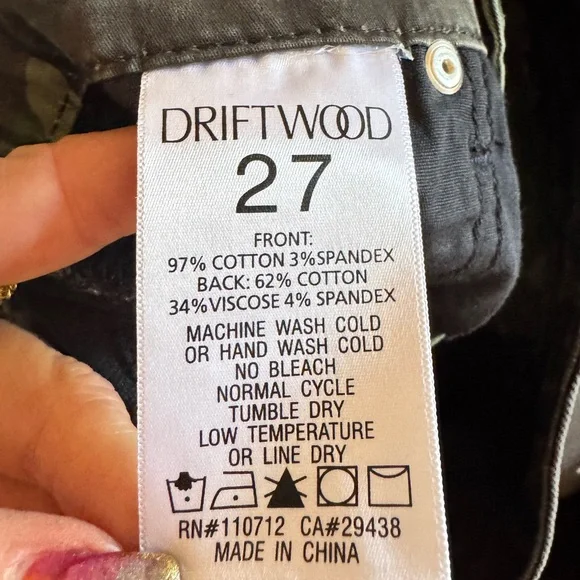 DRIFTWOOD
27
FRONT:
97% COTTON 3%SPANDEX
BACK: 62% COTTON
34%VISCOSE 4% SPANDEX
MACHINE WASH COLD
OR HAND WASH COLD
NO BLEACH
NORMAL CYCLE
TUMBLE DRY
LOW TEMPERATURE
OR LINE DRY
RN#110712 CA#29438
MADE IN CHINA